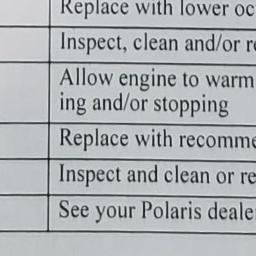 Replace with lower oc
Inspect, clean and/or r
Allow engine to warm
ing and/or stopping
Replace with recomme
Inspect and clean or re
See your Polaris deale